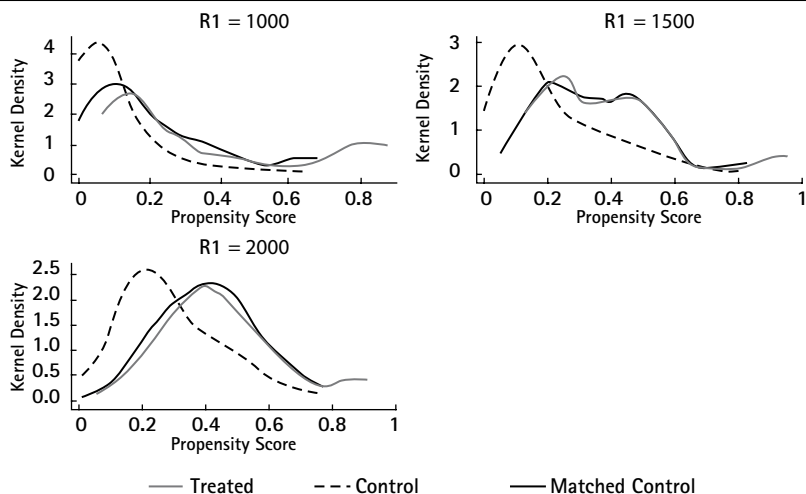 R1 = 1000
Kernel Density
4
3
2
1
0
0 0.2 0.4 0.6 0.8
Propensity Score
R1 = 1500
Kernel Density
3
2
1
0
0 0.2 0.4 0.6 0.8 1
Propensity Score
R1 = 2000
Kernel Density
2.5
2.0
1.5
1.0
0.5
0.0
0 0.2 0.4 0.6 0.8 1
Propensity Score
Treated Control Matched Control